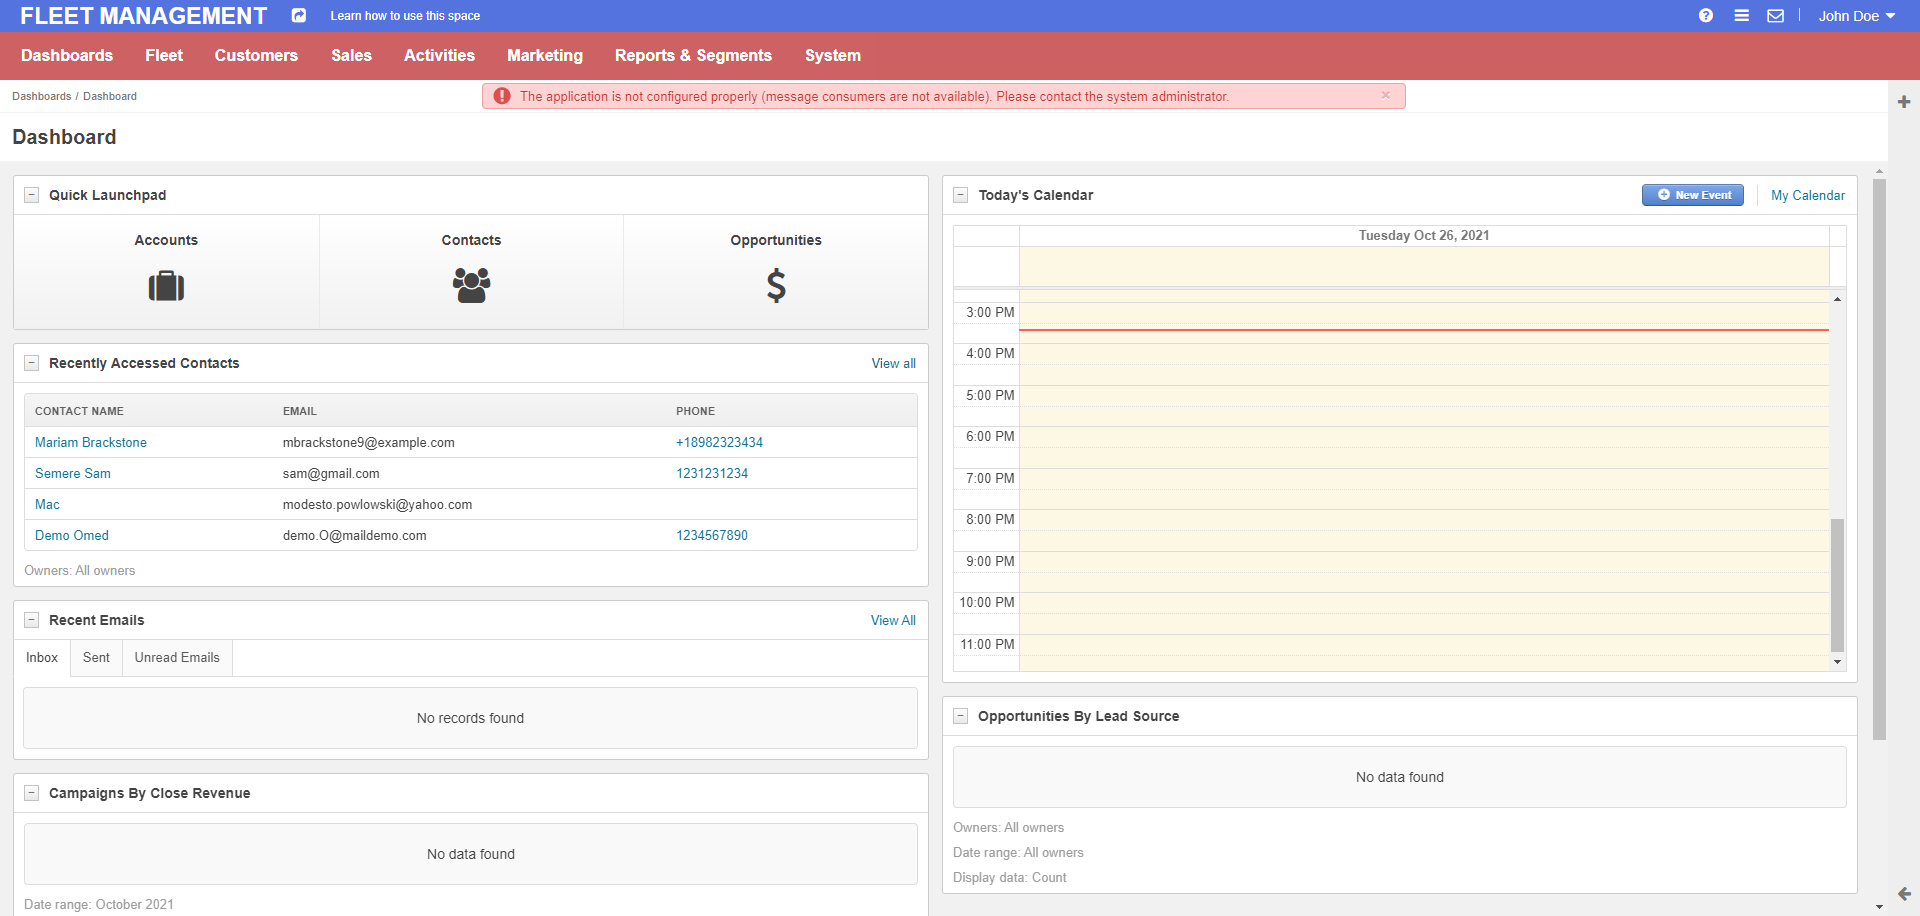 FLEET MANAGEMENT
Learn how to use this space
John Doe
Dashboards
Fleet
Customers
Sales
Activities
Marketing
Reports & Segments
System
Dashboards / Dashboard
The application is not configured properly (message consumers are not available). Please contact the system administrator.
×
Dashboard
Quick Launchpad
Accounts
Contacts
Opportunities
Recently Accessed Contacts
View all
CONTACT NAME EMAIL PHONE
Mariam Brackstone mbrackstone9@example.com +18982323434
Semere Sam sam@gmail.com 1231231234
Mac modesto.powlowski@yahoo.com
Demo Omed demo.O@maildemo.com 1234567890
Owners: All owners
Recent Emails
View All
Inbox
Sent
Unread Emails
No records found
Campaigns By Close Revenue
No data found
Date range: October 2021
Today's Calendar
New Event
My Calendar
Tuesday Oct 26, 2021
3:00 PM
4:00 PM
5:00 PM
6:00 PM
7:00 PM
8:00 PM
9:00 PM
10:00 PM
11:00 PM
Opportunities By Lead Source
No data found
Owners: All owners
Date range: All owners
Display data: Count